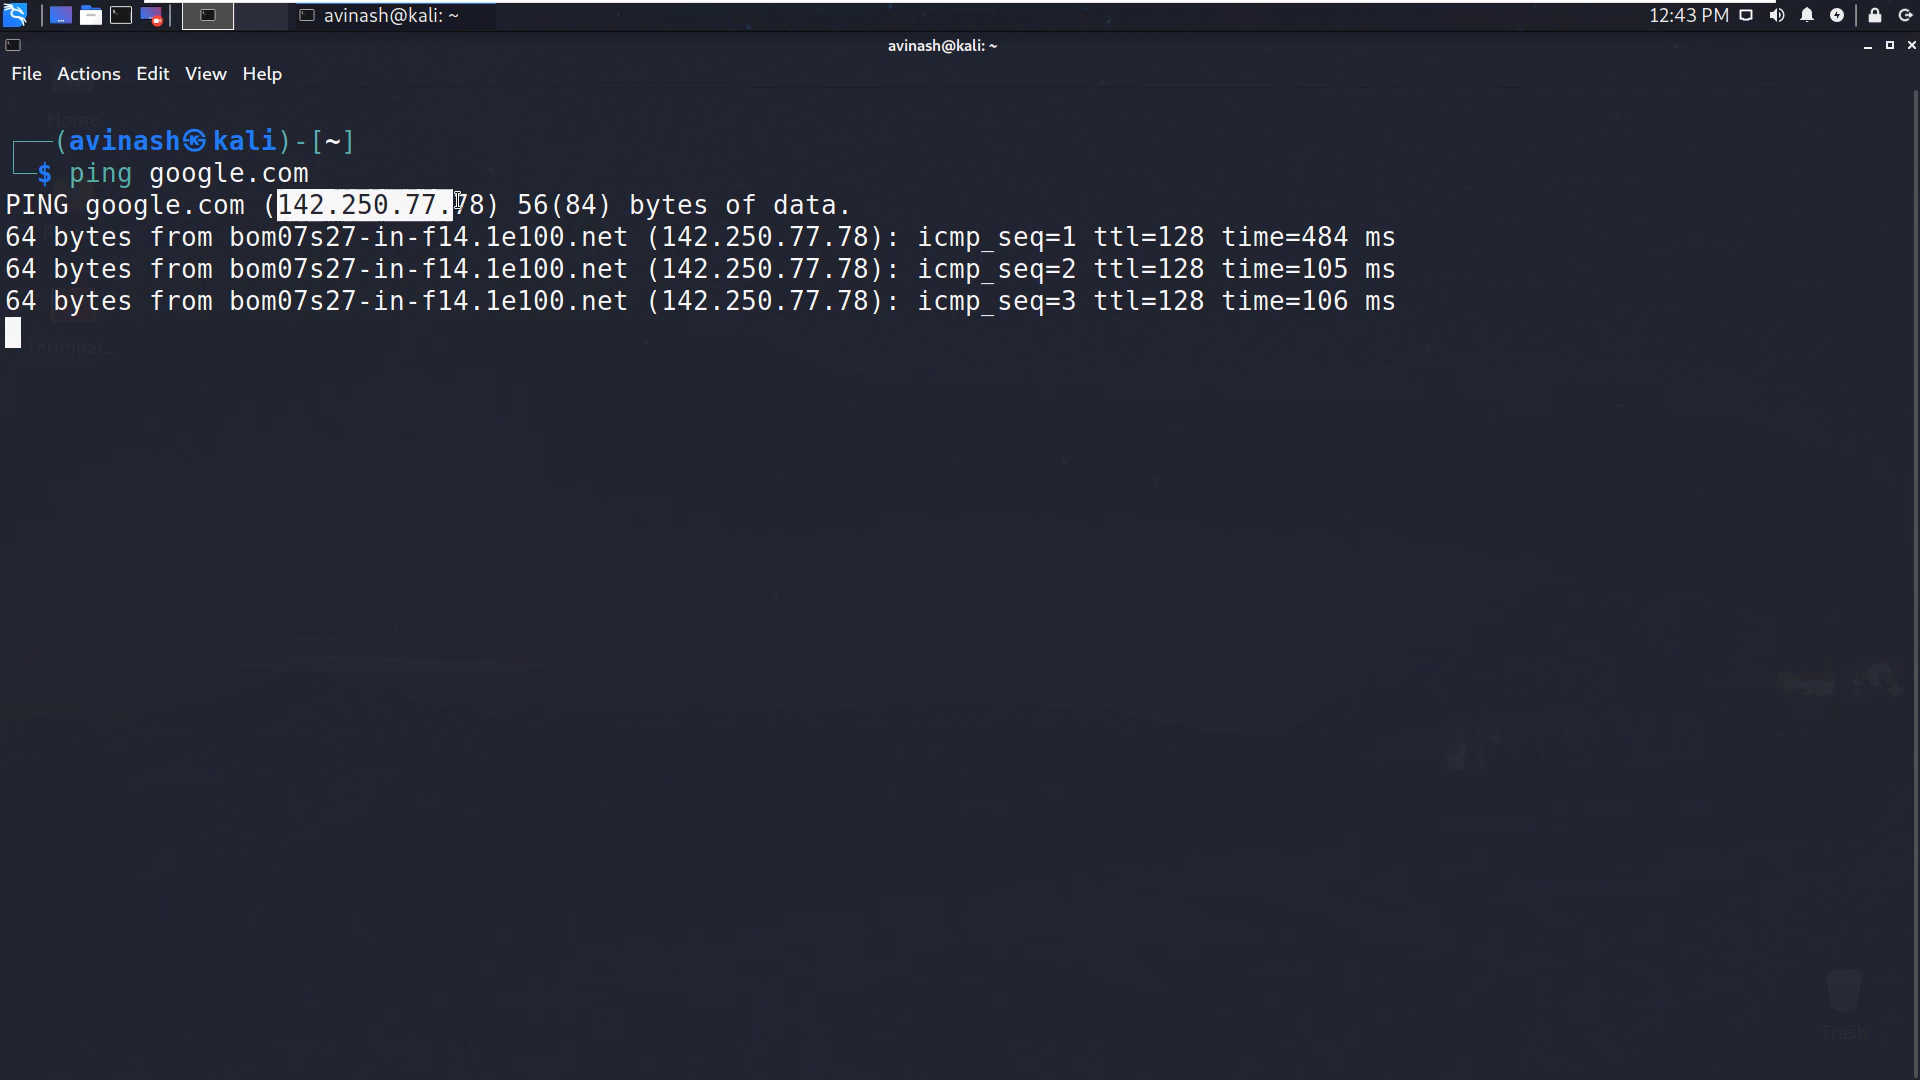 avinash@kali: ~
12:43 PM
avinash@kali: ~
File Actions Edit View Help
Home
(avinash㉿kali)-[~]
$ ping google.com
PING google.com (142.250.77.78) 56(84) bytes of data.
64 bytes from bom07s27-in-f14.1e100.net (142.250.77.78): icmp_seq=1 ttl=128 time=484 ms
64 bytes from bom07s27-in-f14.1e100.net (142.250.77.78): icmp_seq=2 ttl=128 time=105 ms
64 bytes from bom07s27-in-f14.1e100.net (142.250.77.78): icmp_seq=3 ttl=128 time=106 ms
Terminat...
Trash